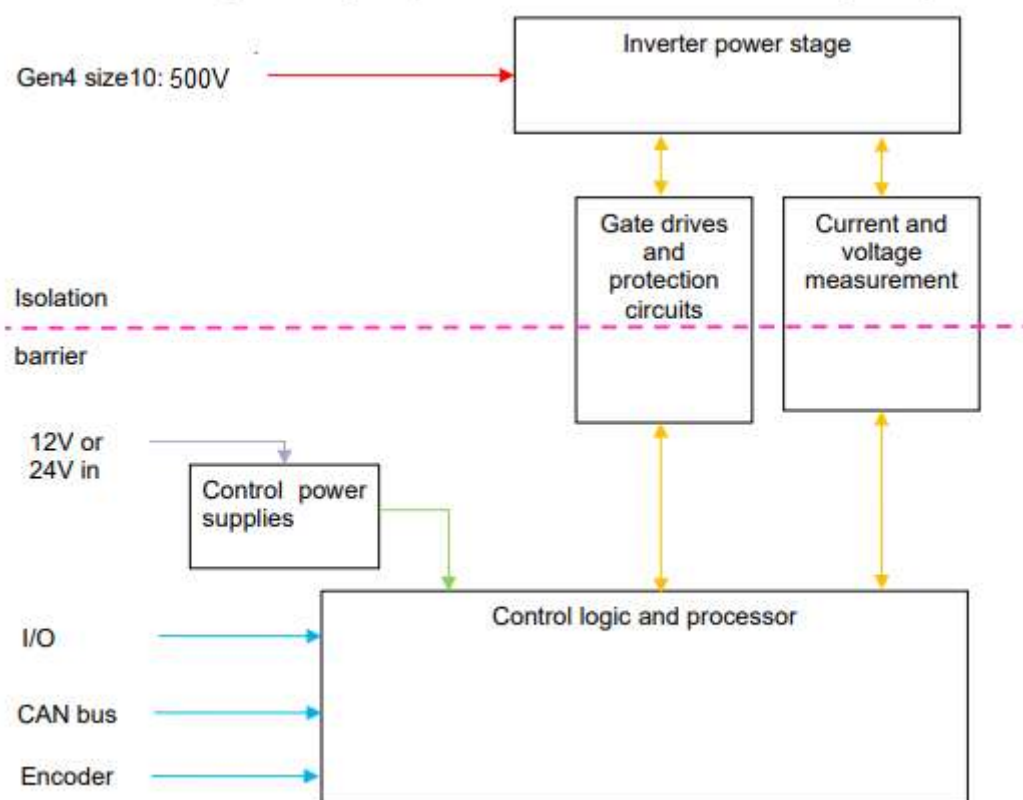 Inverter power stage
Gen4 size10: 500V
Gate drives
and
protection
circuits
Current and
voltage
measurement
Isolation
barrier
12V or
24V in
Control power
supplies
Control logic and processor
I/O
CAN bus
Encoder